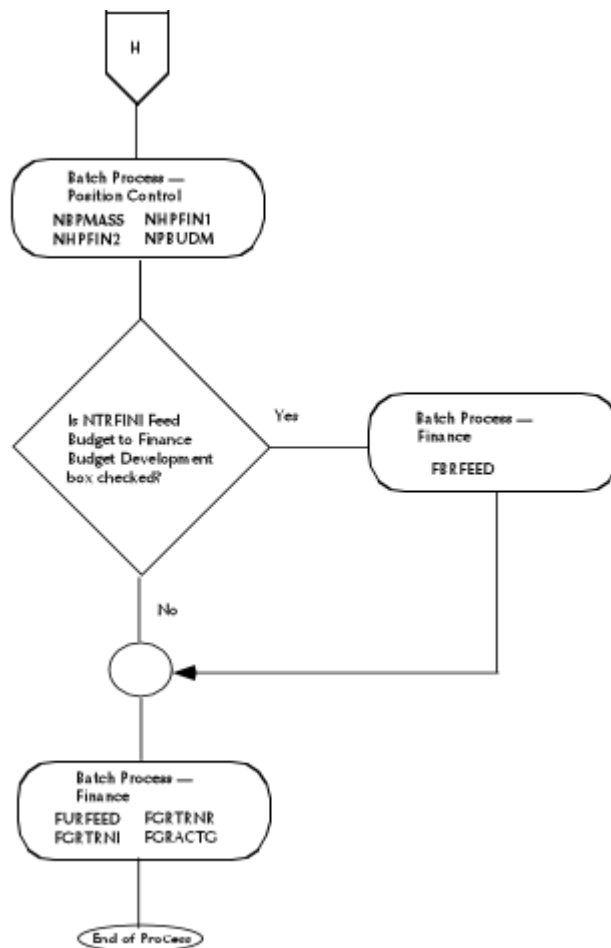 H
Batch Process —
Position Control
NBPMASS NHPFIN1
NHPFIN2 NPBUDM
Is NTRFINI Feed
Budget to Finance
Budget Development
box checked?
Yes
Batch Process —
Finance
FBRFEED
No
Batch Process —
Finance
FURFEED FGRTRNR
FGRTRNI FGRACTG
End of ProCess